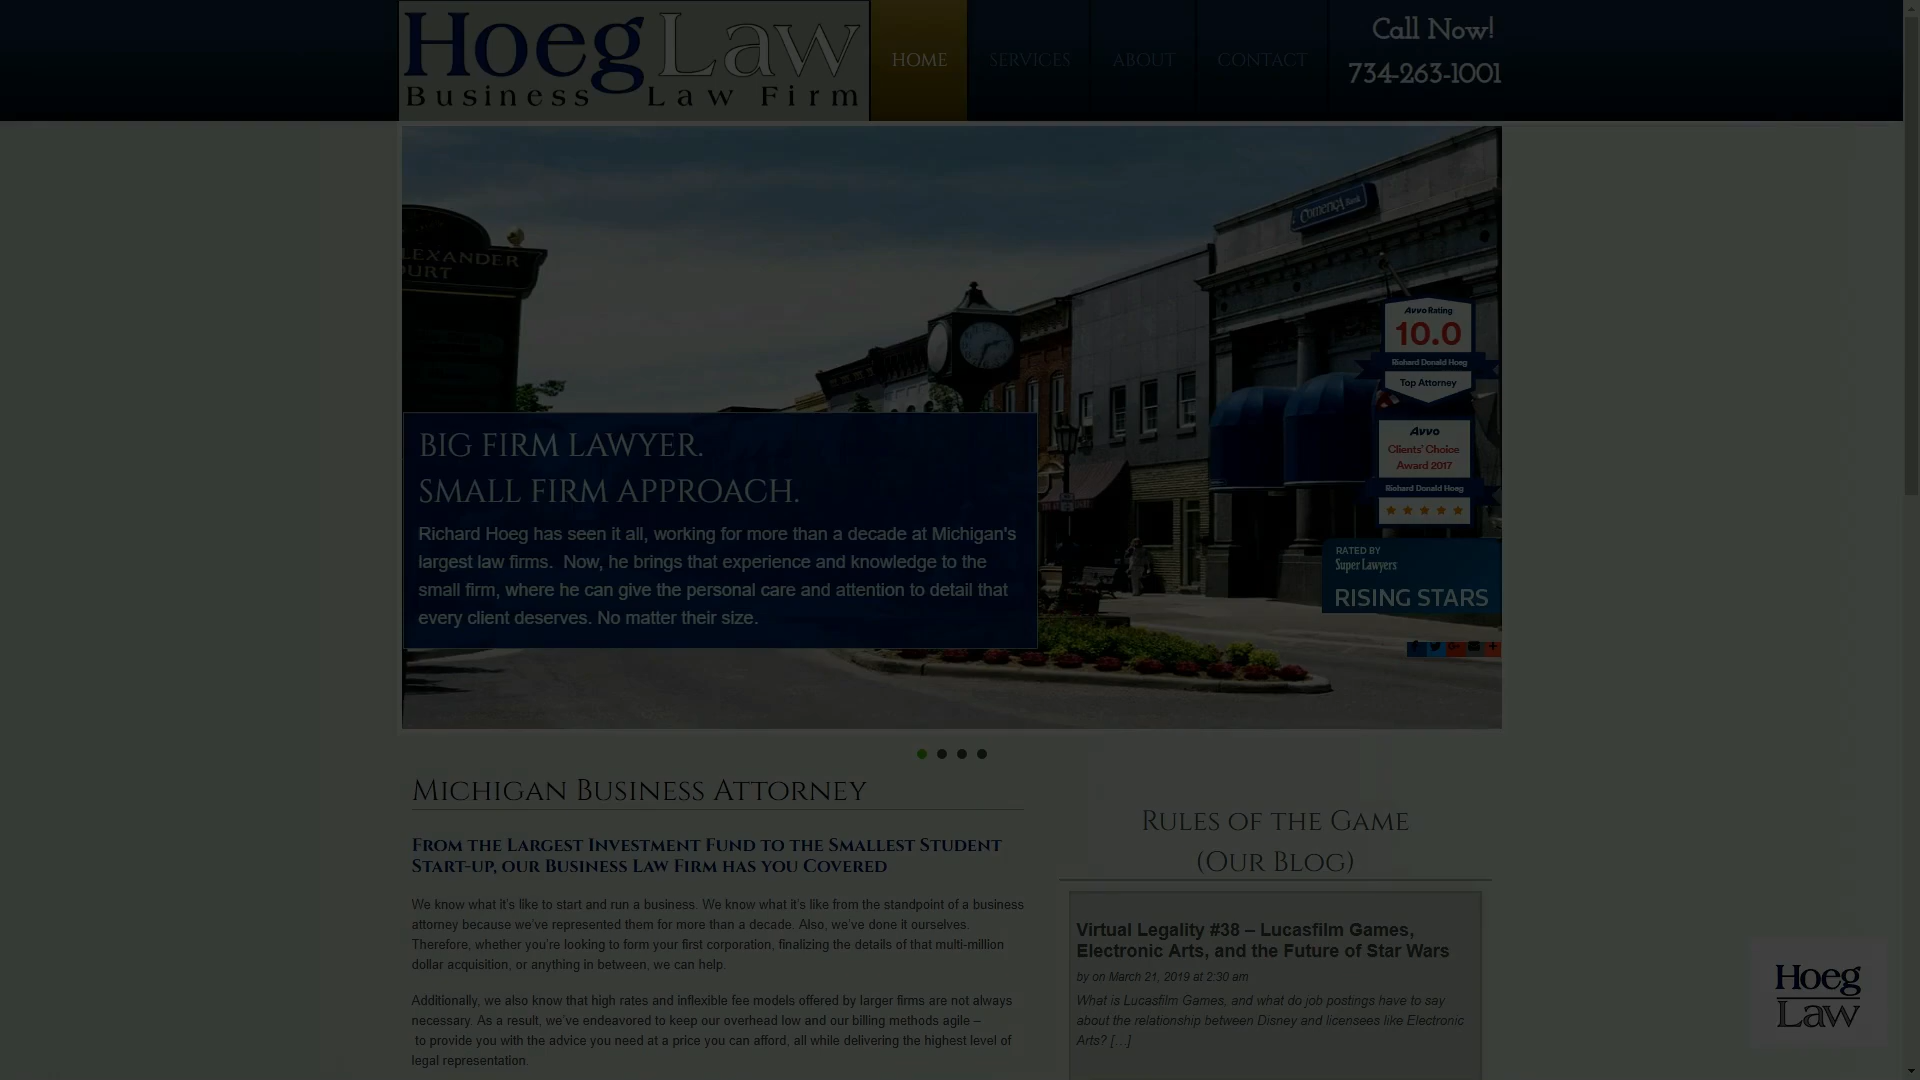 Hoeg Law
Business Law Firm
HOME
SERVICES
ABOUT
CONTACT
Call Now!
734-263-1001
LEXANDER
OURT
ComericA Bank
Avvo Rating
10.0
Richard Donald Hoeg
Top Attorney
Avvo
Clients' Choice
Award 2017
Richard Donald Hoeg
RATED BY
Super Lawyers
RISING STARS
BIG FIRM LAWYER.
SMALL FIRM APPROACH.
Richard Hoeg has seen it all, working for more than a decade at Michigan's
largest law firms. Now, he brings that experience and knowledge to the
small firm, where he can give the personal care and attention to detail that
every client deserves. No matter their size.
Michigan Business Attorney
From the Largest Investment Fund to the Smallest Student
Start-up, our Business Law Firm has you Covered
We know what it's like to start and run a business. We know what it's like from the standpoint of a business
attorney because we've represented them for more than a decade. Also, we've done it ourselves.
Therefore, whether you're looking to form your first corporation, finalizing the details of that multi-million
dollar acquisition, or anything in between, we can help.
Additionally, we also know that high rates and inflexible fee models offered by larger firms are not always
necessary. As a result, we've endeavored to keep our overhead low and our billing methods agile –
to provide you with the advice you need at a price you can afford, all while delivering the highest level of
legal representation.
Rules of the Game
(Our Blog)
Virtual Legality #38 – Lucasfilm Games,
Electronic Arts, and the Future of Star Wars
by on March 21, 2019 at 2:30 am
What is Lucasfilm Games, and what do job postings have to say
about the relationship between Disney and licensees like Electronic
Arts? [...]
Hoeg
Law